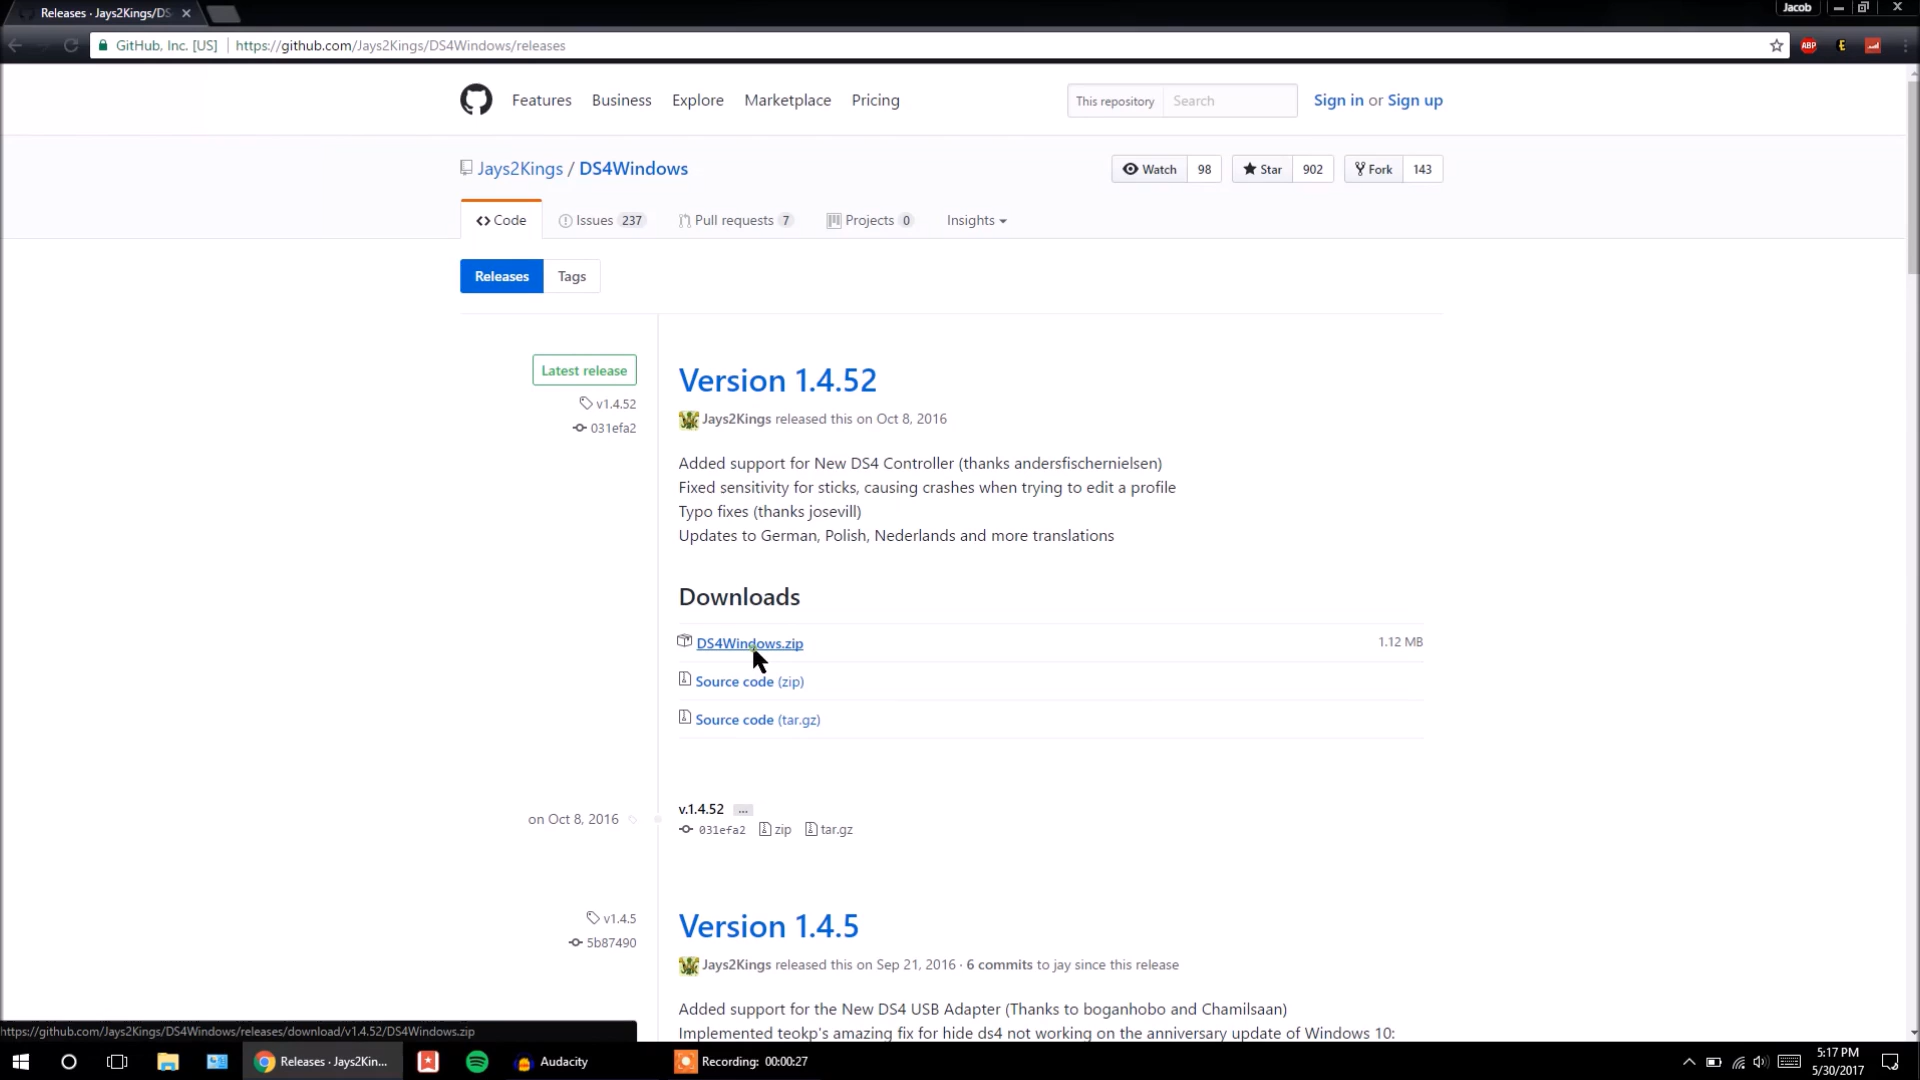 Releases · Jays2Kings/DS
Jacob
GitHub, Inc. [US] https://github.com/Jays2Kings/DS4Windows/releases
ABP
Features Business Explore Marketplace Pricing This repository Search Sign in or Sign up
Jays2Kings / DS4Windows Watch 98 Star 902 Fork 143
<> Code Issues 237 Pull requests 7 Projects 0 Insights
Releases Tags
Latest release
v1.4.52
031efa2
Version 1.4.52
Jays2Kings released this on Oct 8, 2016
Added support for New DS4 Controller (thanks andersfischernielsen)
Fixed sensitivity for sticks, causing crashes when trying to edit a profile
Typo fixes (thanks josevill)
Updates to German, Polish, Nederlands and more translations
Downloads
DS4Windows.zip 1.12 MB
Source code (zip)
Source code (tar.gz)
on Oct 8, 2016
v.1.4.52 ...
031efa2 zip tar.gz
v1.4.5
5b87490
Version 1.4.5
Jays2Kings released this on Sep 21, 2016 · 6 commits to jay since this release
Added support for the New DS4 USB Adapter (Thanks to boganhobo and Chamilsaan)
Implemented teokp's amazing fix for hide ds4 not working on the anniversary update of Windows 10:
https://github.com/Jays2Kings/DS4Windows/releases/download/v1.4.52/DS4Windows.zip
Releases · Jays2Kin...
Audacity
Recording: 00:00:27
5:17 PM
5/30/2017